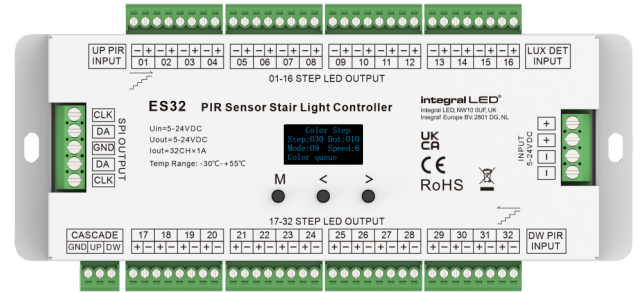 UP PIR INPUT
- + - + - + - + - + - + - + - + - + - + - + - + - + - + - + - +
01 02 03 04 05 06 07 08 09 10 11 12 13 14 15 16
LUX DET INPUT
01-16 STEP LED OUTPUT
CLK
DA
GND
DA
CLK
SPI OUTPUT
ES32 PIR Sensor Stair Light Controller
Uin=5-24VDC
Uout=5-24VDC
Iout=32CH×1A
Temp Range: -30°C~+55°C
Color Step
Step:030 Dot:010
Mode:09 Speed:6
Color queue
M < >
integral LED®
Integral LED, NW10 0UF, UK
Integral Europe BV, 2801 DG, NL
UK
CA
CE
RoHS
INPUT
5-24VDC
+
+
-
-
17-32 STEP LED OUTPUT
CASCADE
GND UP DW
17 18 19 20 21 22 23 24 25 26 27 28 29 30 31 32
+ - + - + - + - + - + - + - + - + - + - + - + - + - + - + - + -
DW PIR INPUT